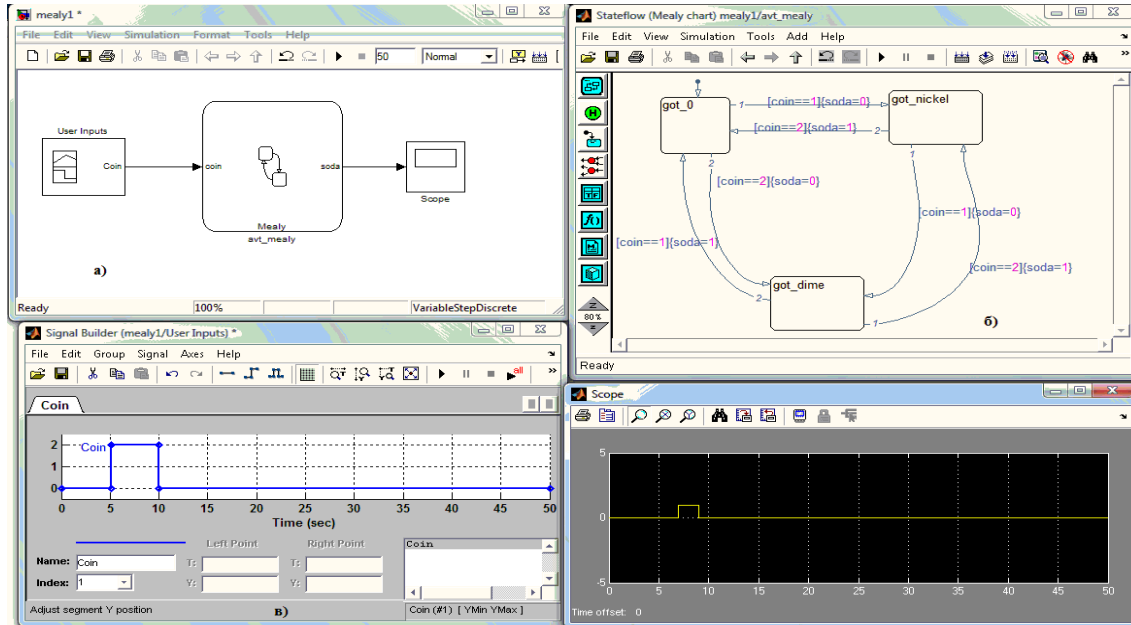 mealy1 *
File Edit View Simulation Format Tools Help
50 Normal
User Inputs
Coin
coin
soda
Mealy
avt_mealy
Scope
а)
Ready 100% VariableStepDiscrete
Stateflow (Mealy chart) mealy1/avt_mealy
File Edit View Simulation Tools Add Help
got_0
1 [coin==1]{soda=0}
got_nickel
[coin==2]{soda=1} 2
2
1
[coin==2]{soda=0}
[coin==1]{soda=0}
[coin==1]{soda=1}
[coin==2]{soda=1}
got_dime
2
1
б)
80%
Ready
Signal Builder (mealy1/User Inputs) *
File Edit Group Signal Axes Help
all
Coin
2
1
0
Coin
0 5 10 15 20 25 30 35 40 45 50
Time (sec)
Left Point Right Point
Name: Coin T: T:
Index: 1 Y: Y:
Coin
Adjust segment Y position в) Coin (#1) [ YMin YMax ]
Scope
5
0
-5
0 5 10 15 20 25 30 35 40 45 50
Time offset: 0